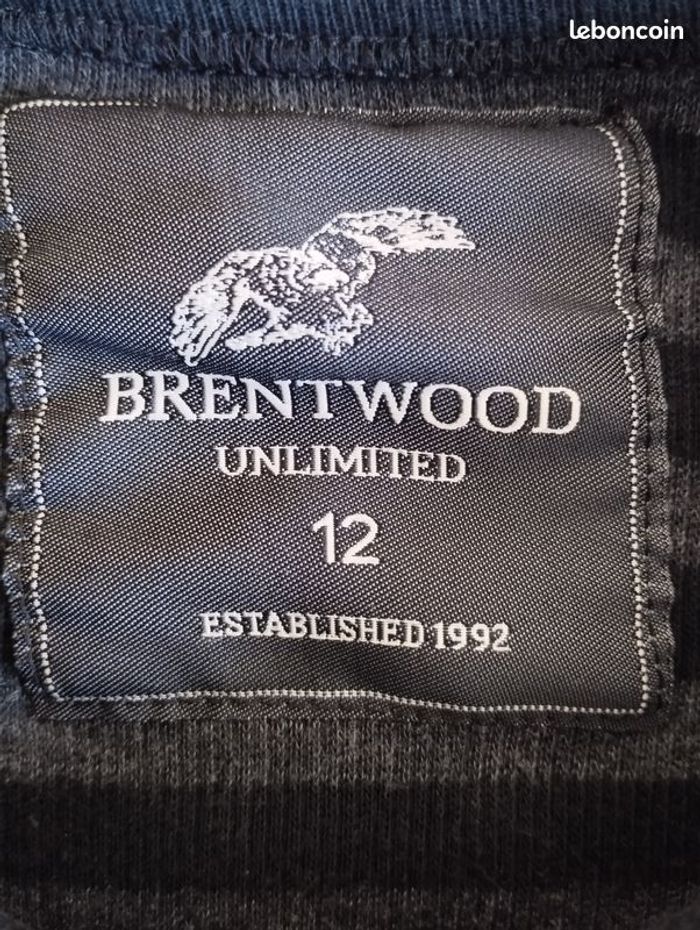 leboncoin
BRENTWOOD
UNLIMITED
12
ESTABLISHED 1992